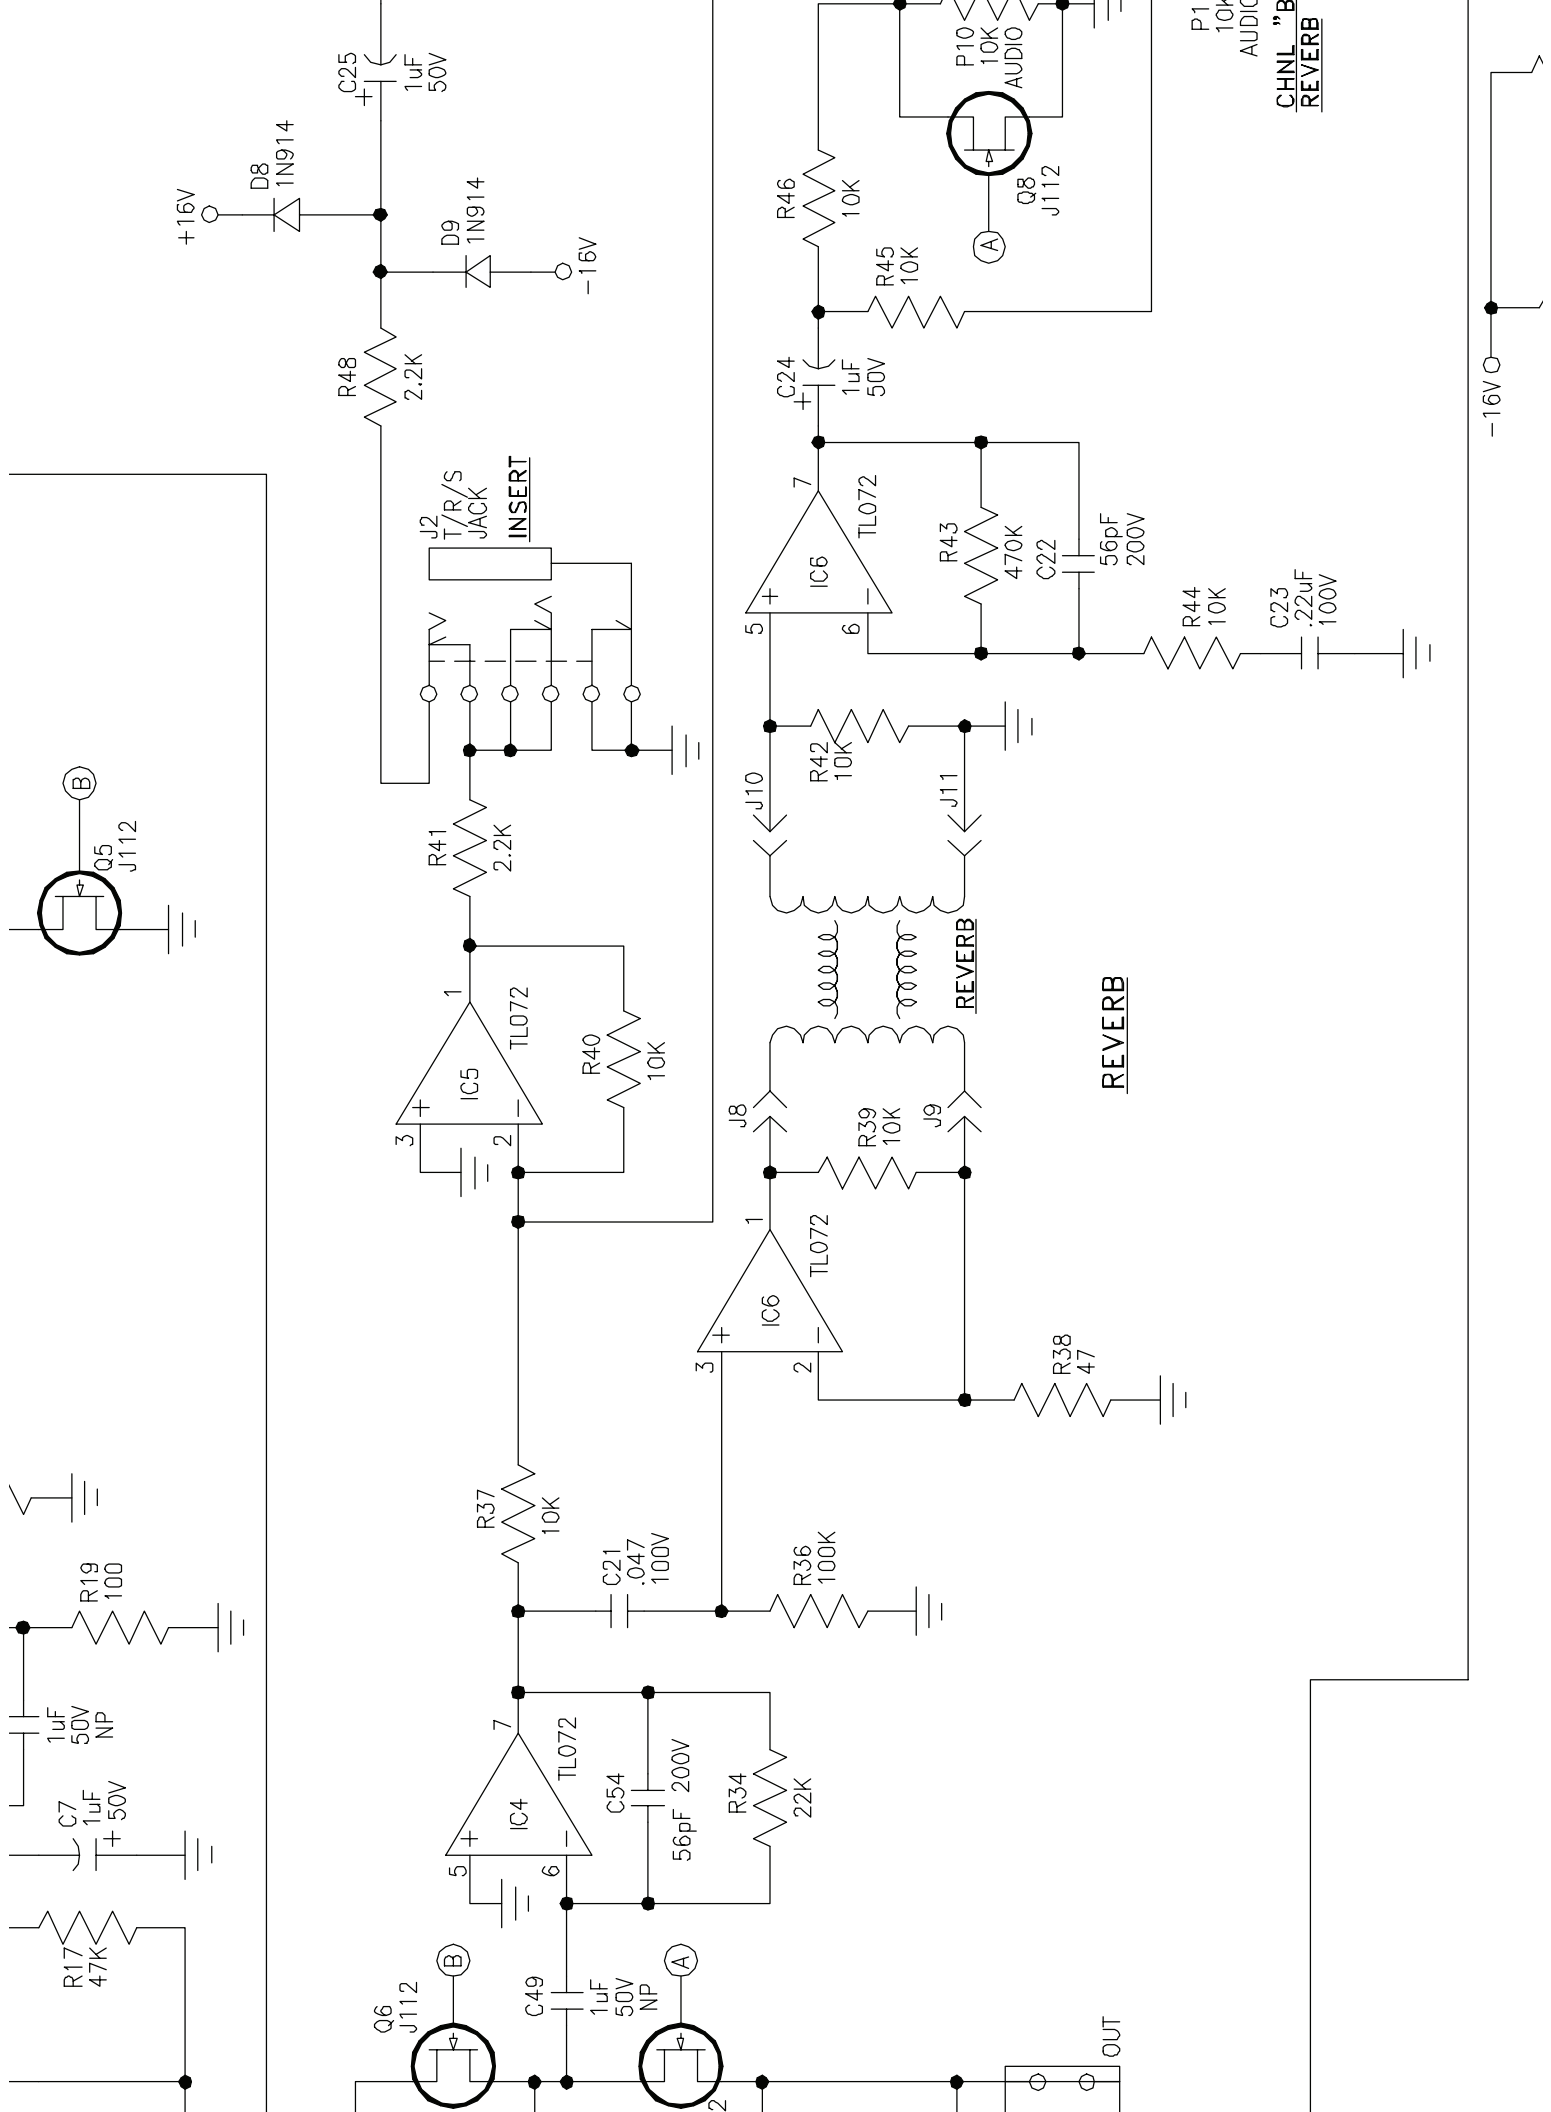 C25
1uF
50V
+
D8
1N914
+16V
D9
1N914
-16V
R48
2.2K
J2
T/R/S
JACK
INSERT
P10
10K
AUDIO
Q8
J112
A
R46
10K
R45
10K
C24
+
1uF
50V
P1
10K
AUDIO
CHNL "B
REVERB
-16V
7
TL072
IC6
+
-
5
6
R43
470K
C22
56pF
200V
R44
10K
C23
.22uF
100V
R42
10K
J10
J11
REVERB
B
Q5
J112
R41
2.2K
1
TL072
IC5
+
-
3
2
R40
10K
J8
J9
R39
10K
REVERB
1
TL072
IC6
+
-
3
2
R38
47
R37
10K
C21
.047
100V
R36
100K
R19
100
1uF
50V
NP
C7
1uF
+ 50V
R17
47K
7
TL072
IC4
+
-
5
6
C54
56pF 200V
R34
22K
Q6
J112
B
C49
1uF
50V
NP
A
2
OUT